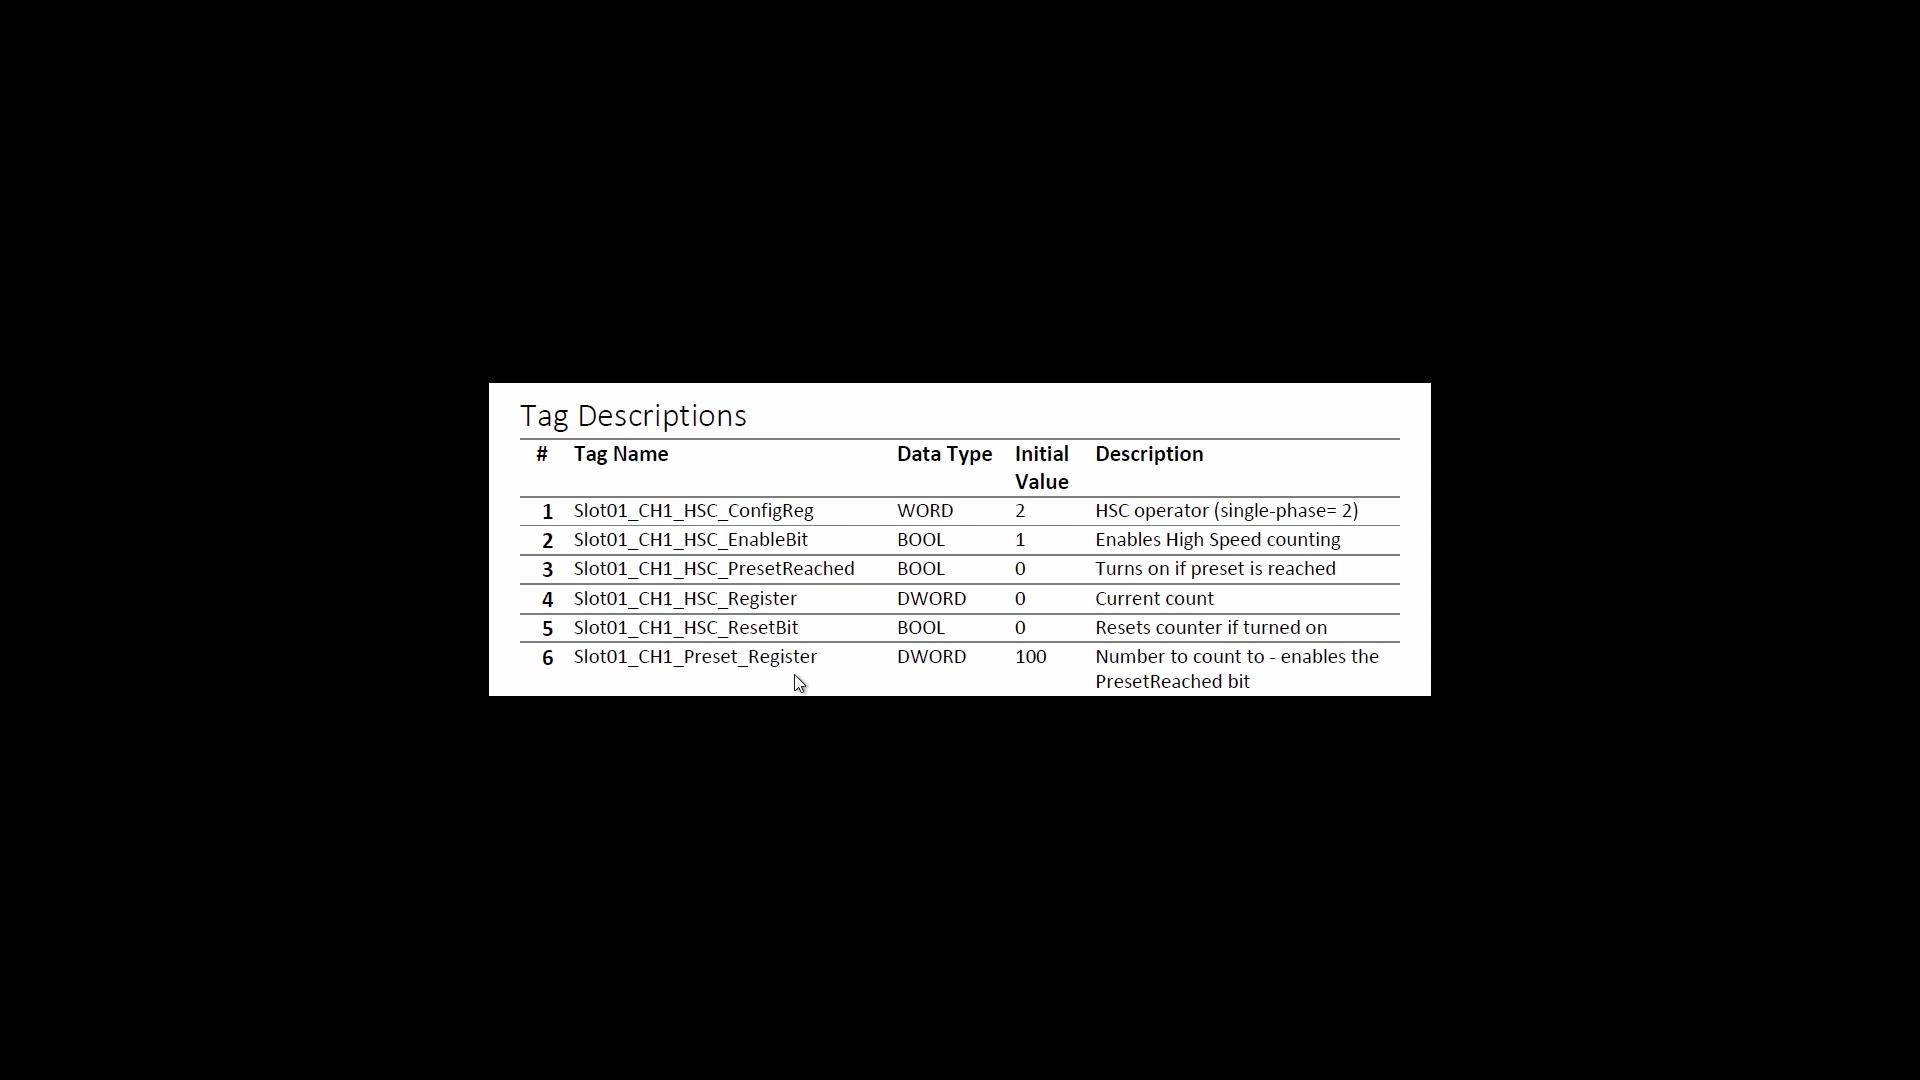 Tag Descriptions
# Tag Name Data Type Initial Value Description
1 Slot01_CH1_HSC_ConfigReg WORD 2 HSC operator (single-phase= 2)
2 Slot01_CH1_HSC_EnableBit BOOL 1 Enables High Speed counting
3 Slot01_CH1_HSC_PresetReached BOOL 0 Turns on if preset is reached
4 Slot01_CH1_HSC_Register DWORD 0 Current count
5 Slot01_CH1_HSC_ResetBit BOOL 0 Resets counter if turned on
6 Slot01_CH1_Preset_Register DWORD 100 Number to count to - enables the
PresetReached bit